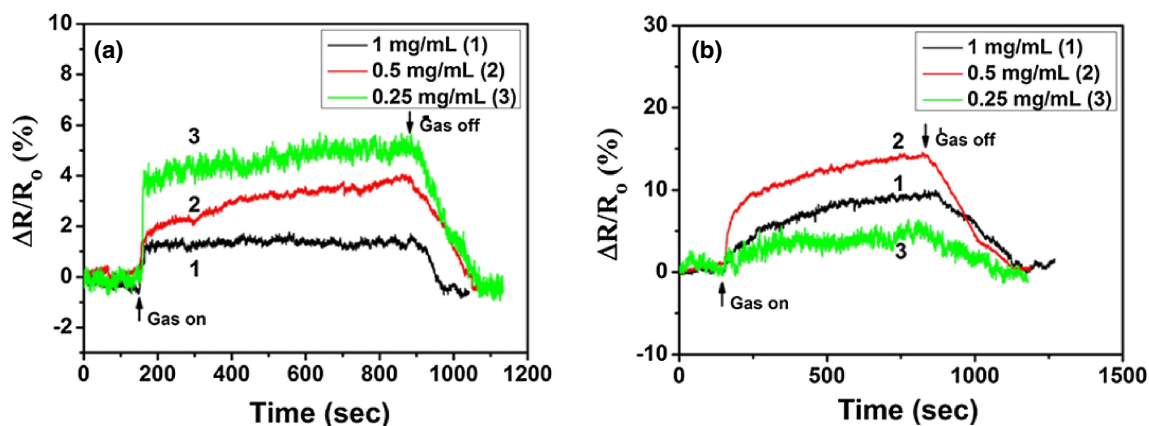 (a)
1 mg/mL (1)
0.5 mg/mL (2)
0.25 mg/mL (3)
Gas off
3
2
1
Gas on
10
8
6
4
2
0
-2
ΔR/Ro (%)
0 200 400 600 800 1000 1200
Time (sec)
(b)
1 mg/mL (1)
0.5 mg/mL (2)
0.25 mg/mL (3)
Gas off
2
1
3
Gas on
30
20
10
0
-10
ΔR/Ro (%)
0 500 1000 1500
Time (sec)